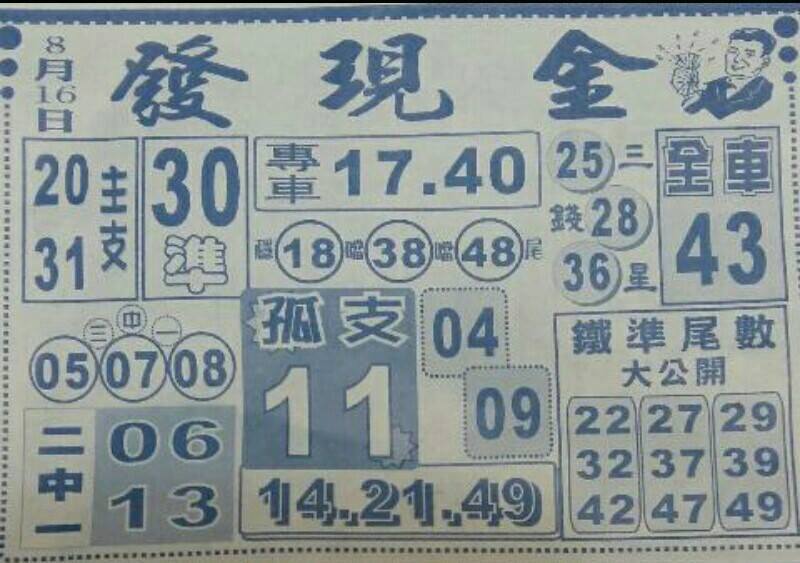 8月16日
發現金
20
31
主支
30
準
專車
17.40
25
三
錢
28
36
星
全車
43
18
38
48
尾
三中一
05
07
08
孤支
11
04
09
鐵準尾數
大公開
22 27 29
32 37 39
42 47 49
二中一
06
13
14.21.49